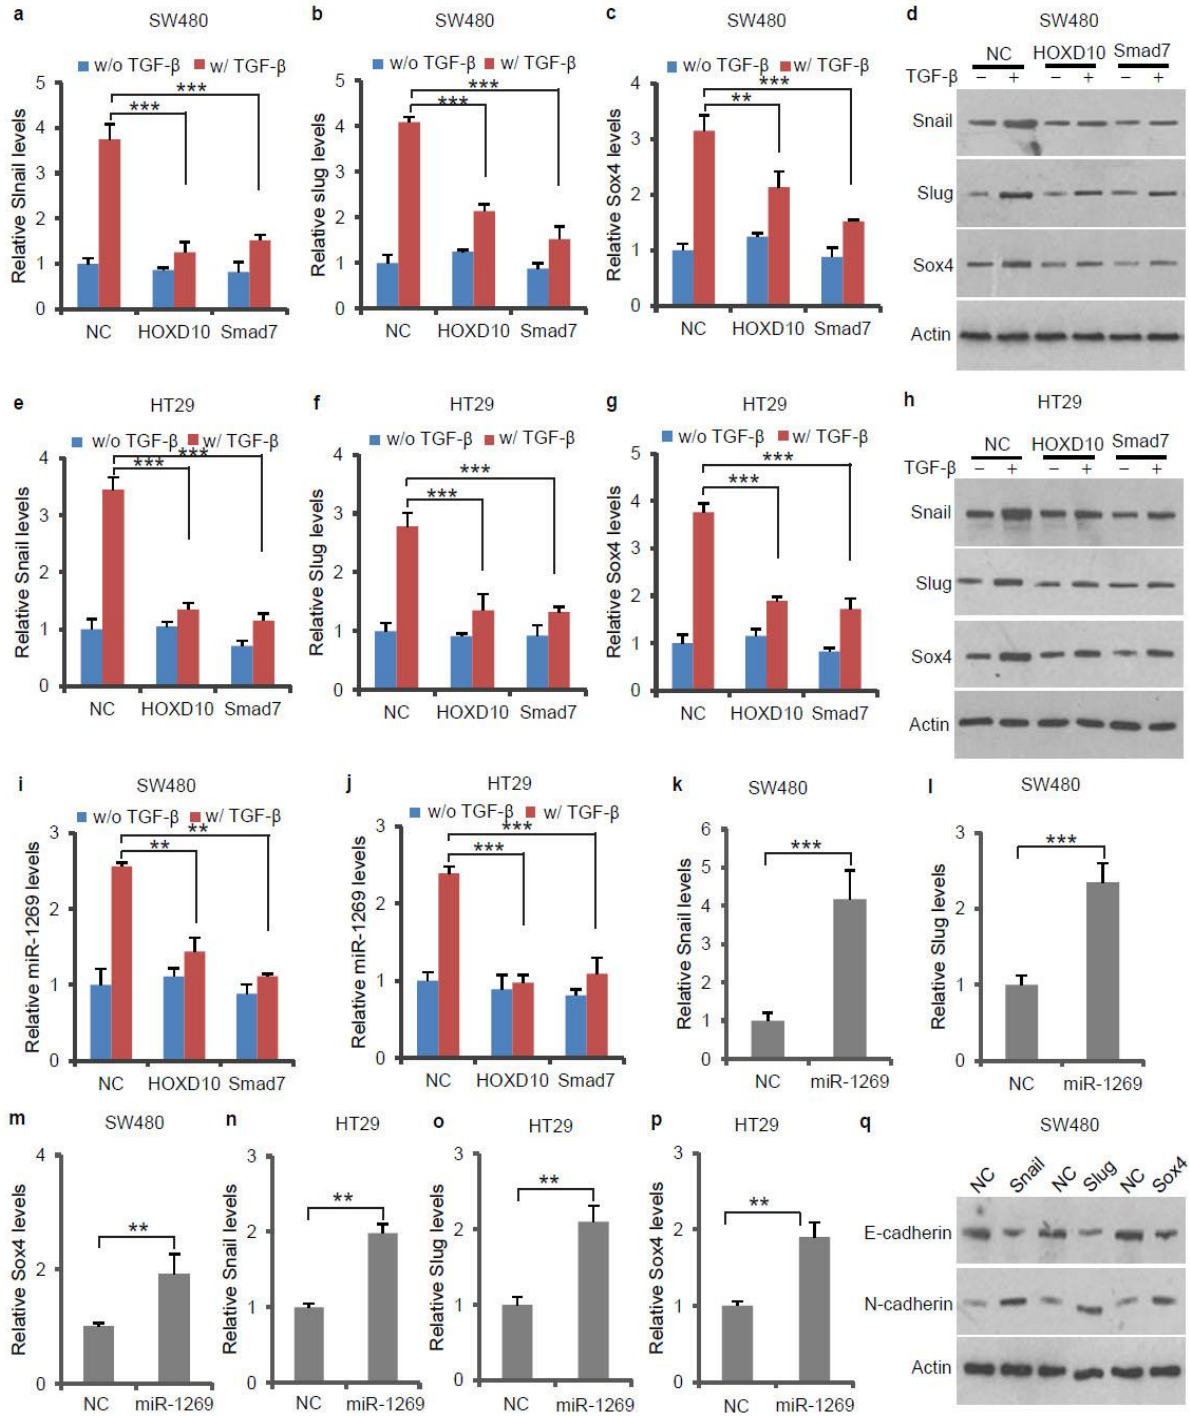 a
SW480
w/o TGF-β w/ TGF-β
Relative Slnail levels
5
4
3
2
1
0
***
***
NC HOXD10 Smad7
b
SW480
w/o TGF-β w/ TGF-β
Relative slug levels
5
4
3
2
1
0
***
***
NC HOXD10 Smad7
c
SW480
w/o TGF-β w/ TGF-β
Relative Sox4 levels
4
3
2
1
0
***
**
NC HOXD10 Smad7
d
SW480
NC HOXD10 Smad7
TGF-β − + − + − +
Snail
Slug
Sox4
Actin
e
HT29
w/o TGF-β w/ TGF-β
Relative Snail levels
4
3
2
1
0
***
***
NC HOXD10 Smad7
f
HT29
w/o TGF-β w/ TGF-β
Relative Slug levels
4
3
2
1
0
***
***
NC HOXD10 Smad7
g
HT29
w/o TGF-β w/ TGF-β
Relative Sox4 levels
5
4
3
2
1
0
***
***
NC HOXD10 Smad7
h
HT29
NC HOXD10 Smad7
TGF-β − + − + − +
Snail
Slug
Sox4
Actin
i
SW480
w/o TGF-β w/ TGF-β
Relative miR-1269 levels
3
2
1
0
**
**
NC HOXD10 Smad7
j
HT29
w/o TGF-β w/ TGF-β
Relative miR-1269 levels
3
2
1
0
***
***
NC HOXD10 Smad7
k
SW480
Relative Snail levels
6
5
4
3
2
1
0
***
NC miR-1269
l
SW480
Relative Slug levels
3
2
1
0
***
NC miR-1269
m
SW480
Relative Sox4 levels
4
2
0
**
NC miR-1269
n
HT29
Relative Snail levels
3
2
1
0
**
NC miR-1269
o
HT29
Relative Slug levels
3
2
1
0
**
NC miR-1269
p
HT29
Relative Sox4 levels
3
2
1
0
**
NC miR-1269
q
SW480
NC Snail NC Slug NC Sox4
E-cadherin
N-cadherin
Actin